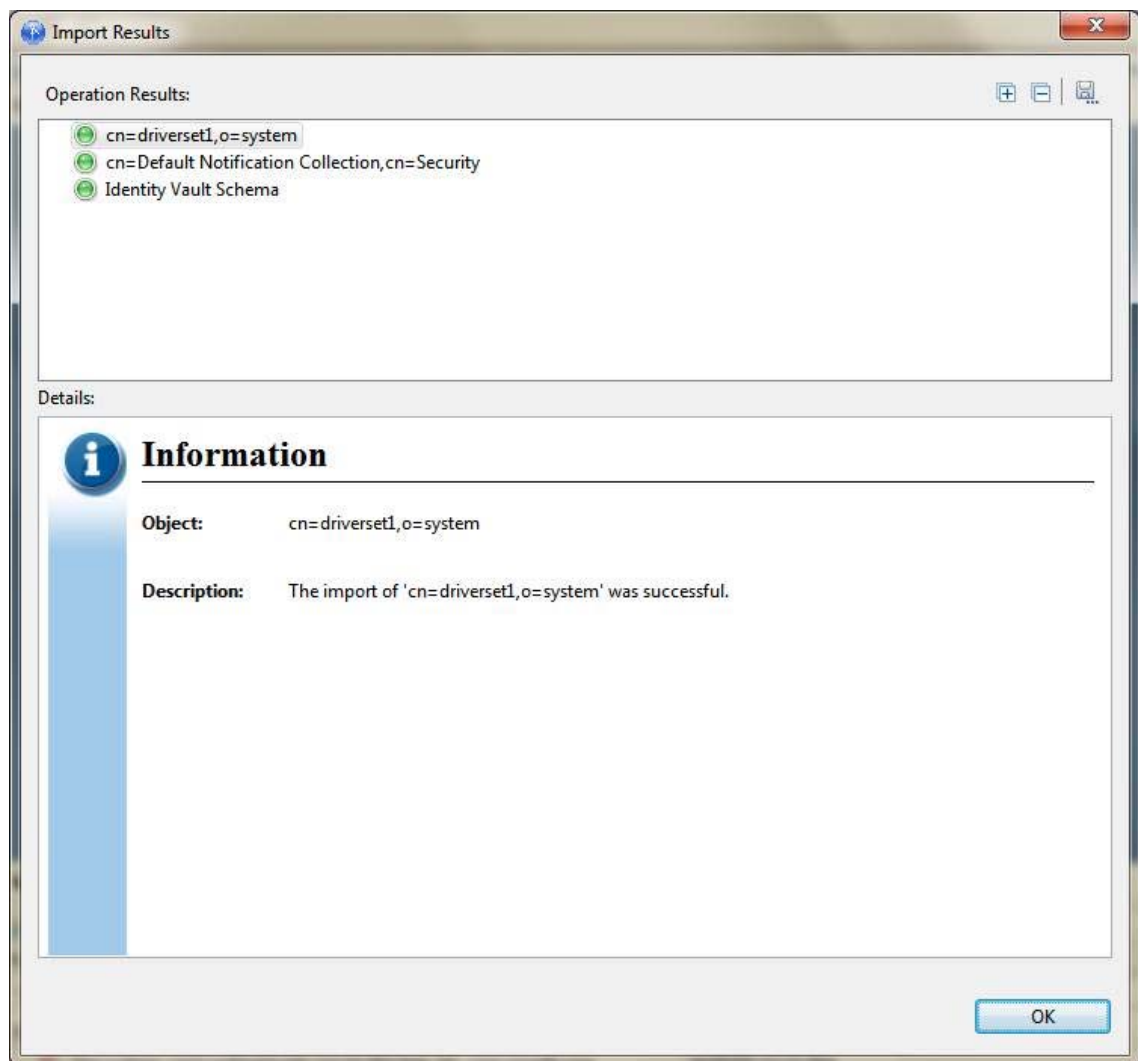 Import Results
Operation Results:
cn=driverset1,o=system
cn=Default Notification Collection,cn=Security
Identity Vault Schema
Details:
Information
Object: cn=driverset1,o=system
Description: The import of 'cn=driverset1,o=system' was successful.
OK